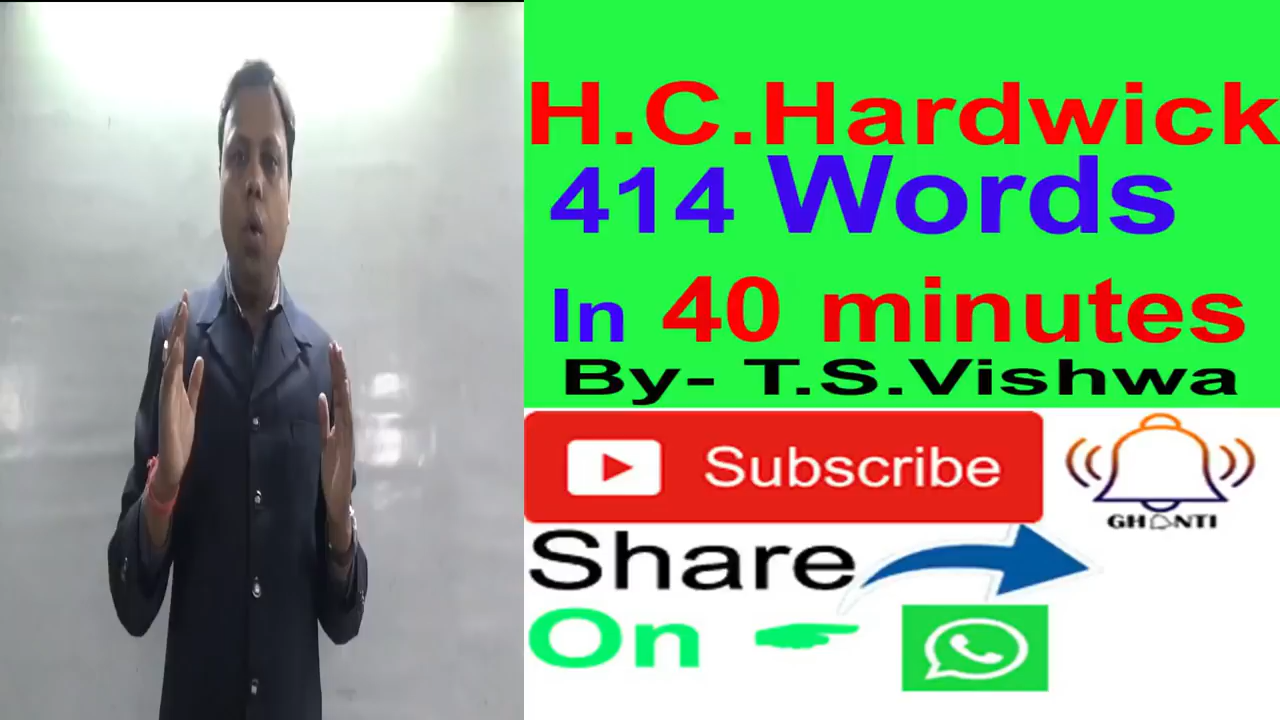 H.C.Hardwick
414 Words
In 40 minutes
By- T.S.Vishwa
Subscribe
GHANTI
Share
On